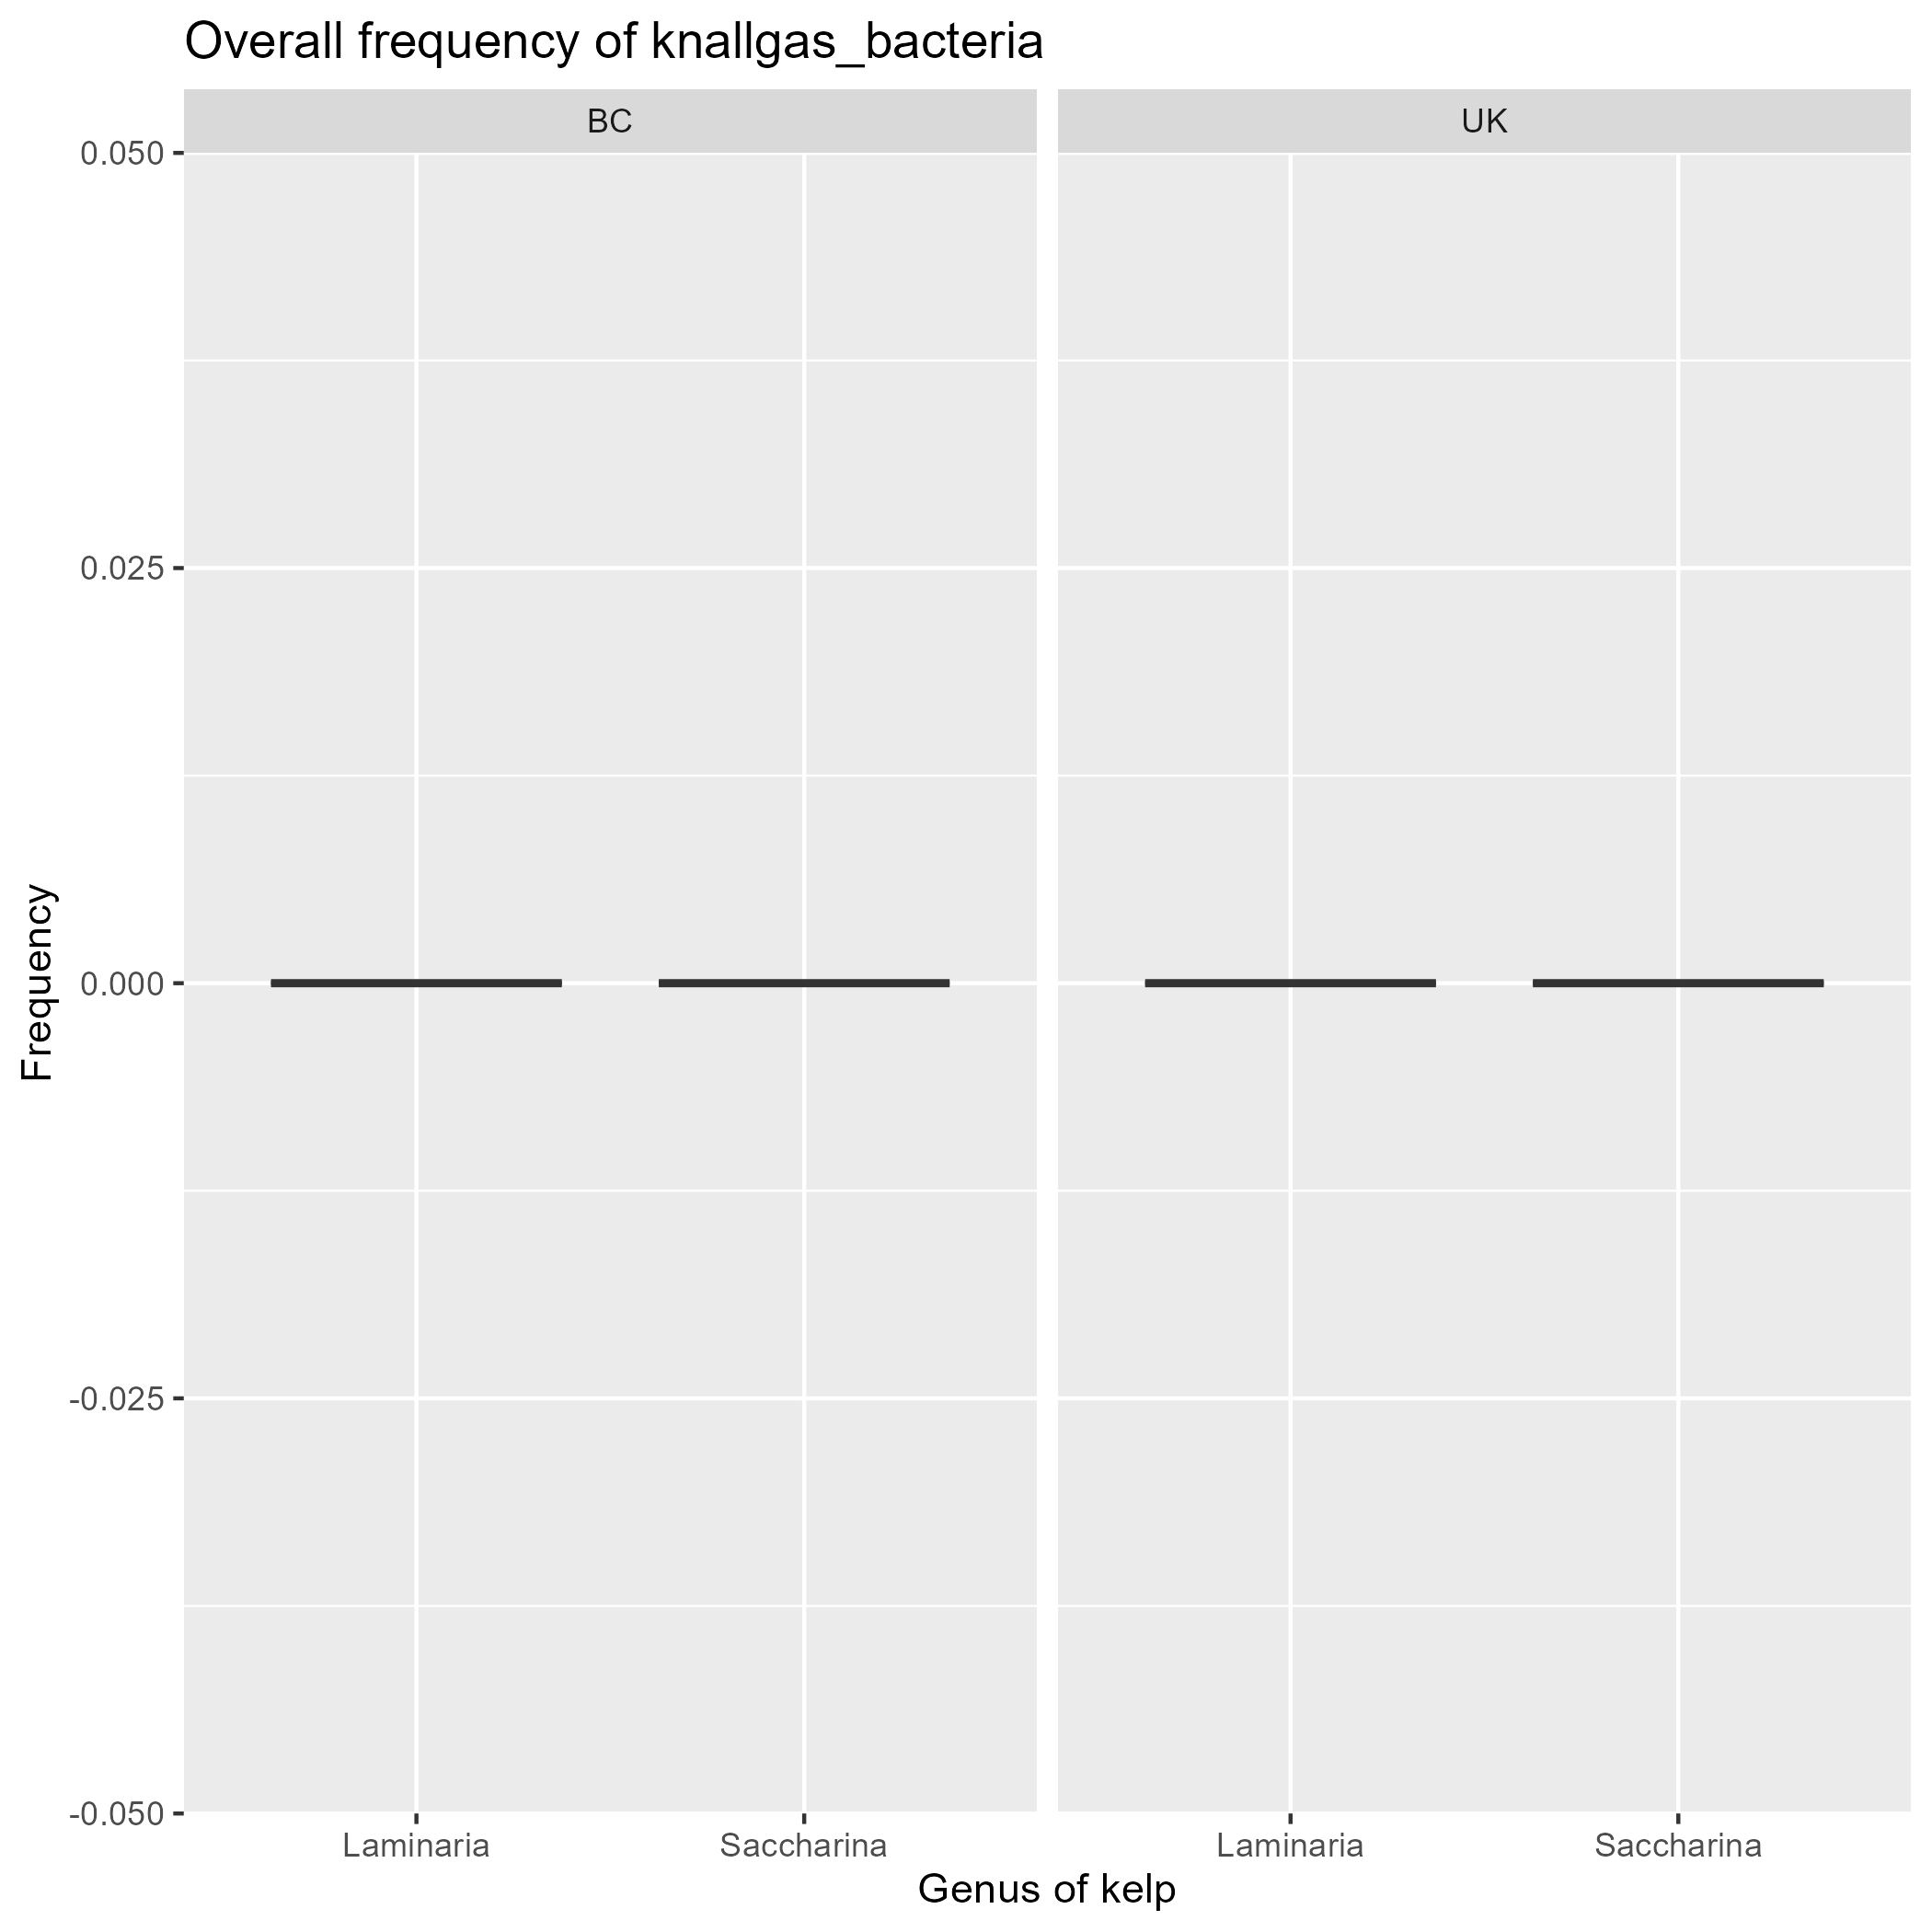 Overall frequency of knallgas_bacteria
BC
UK
0.050
0.025
0.000
-0.025
-0.050
Frequency
Laminaria
Saccharina
Laminaria
Saccharina
Genus of kelp